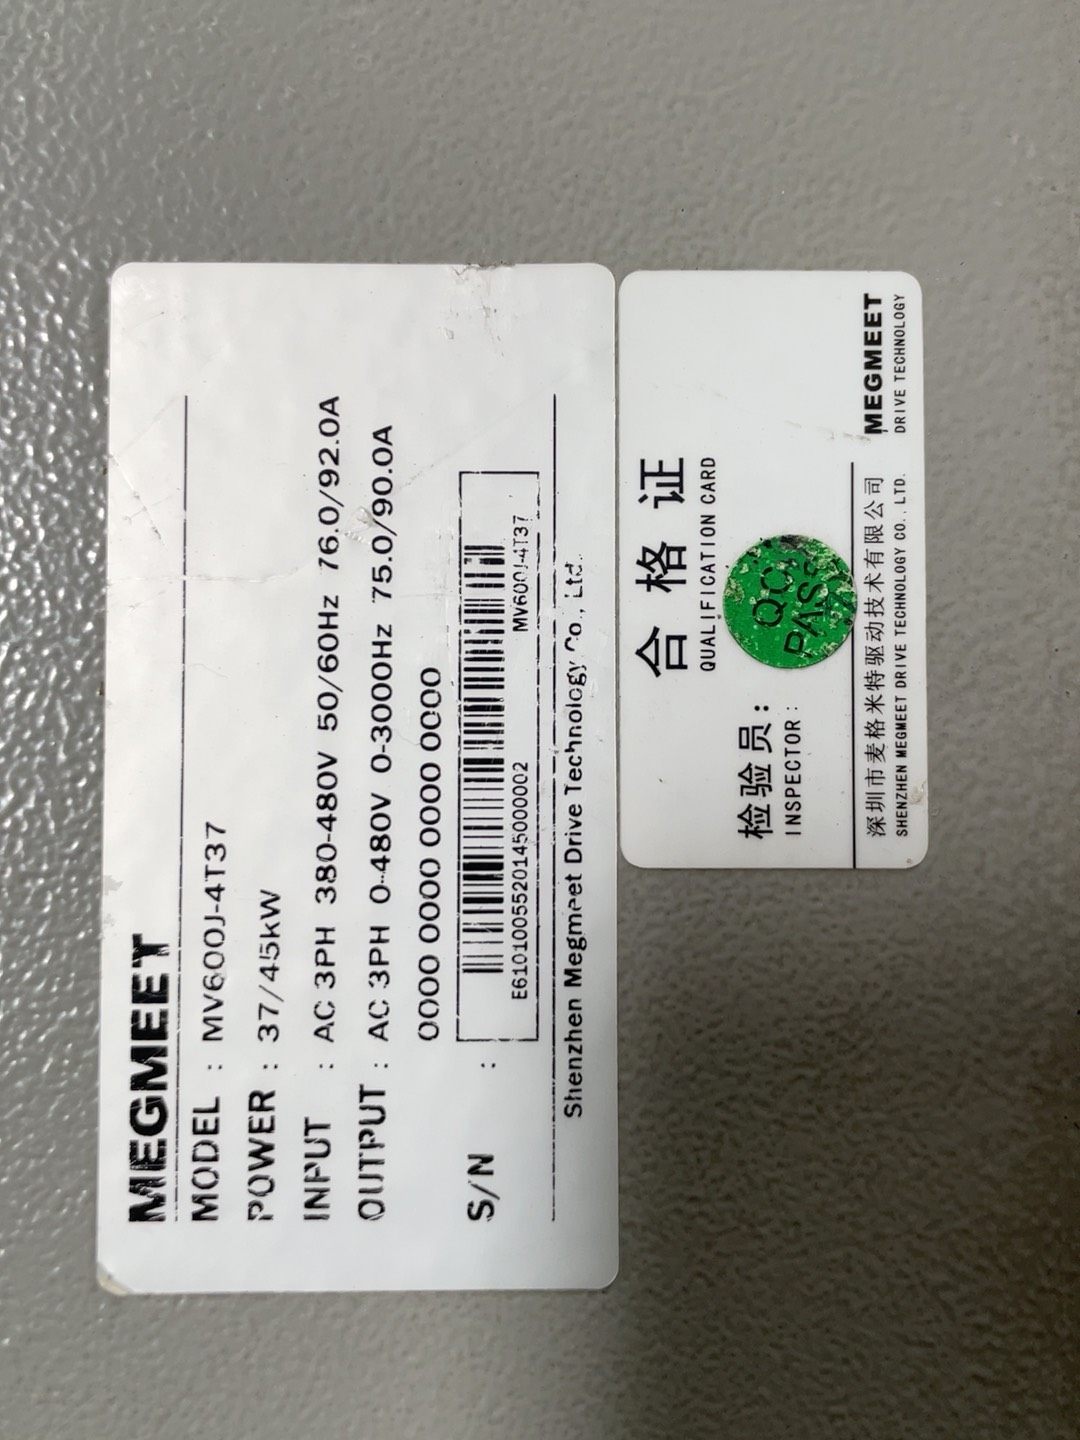 MEGMEET
MODEL : MV600J-4T37
POWER : 37/45kW
INPUT : AC 3PH 380-480V 50/60Hz 76.0/92.0A
OUTPUT : AC 3PH 0-480V 0-3000Hz 75.0/90.0A
0000 0000 0000 0000
S/N :
E6101005520145000002 MV600J-4T37
Shenzhen Megmeet Drive Technology Co., Ltd.
合格证
QUALIFICATION CARD
检验员:
INSPECTOR:
QC
PASS
深圳市麦格米特驱动技术有限公司
SHENZHEN MEGMEET DRIVE TECHNOLOGY CO., LTD.
MEGMEET
DRIVE TECHNOLOGY